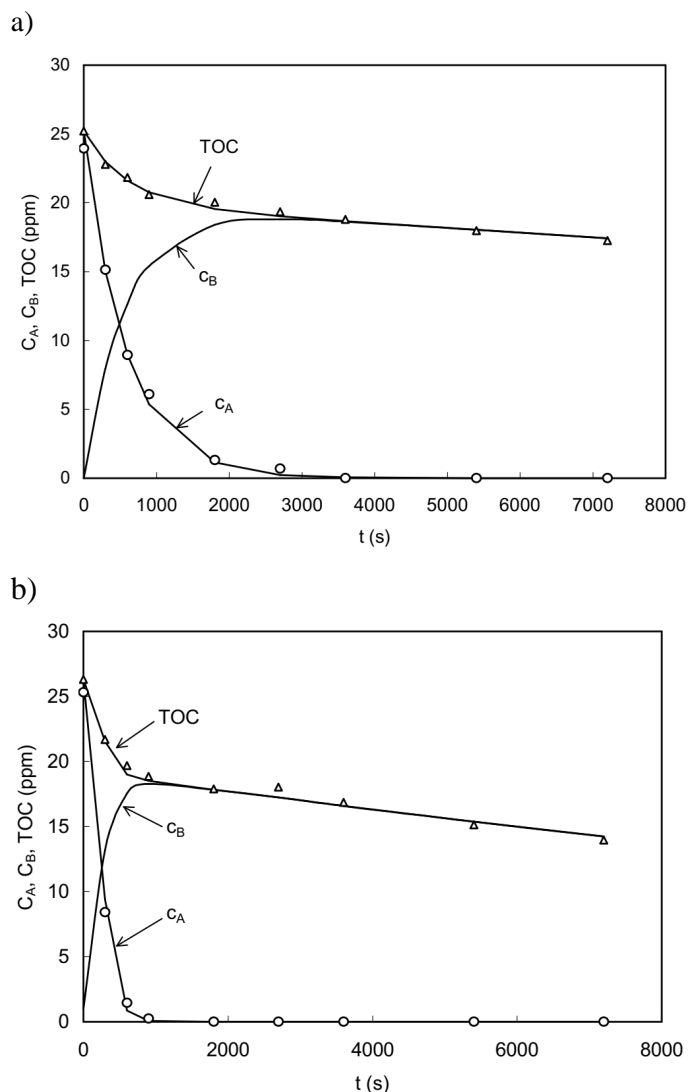 a)
30
25
20
15
10
5
0
C_A, C_B, TOC (ppm)
TOC
c_B
c_A
0 1000 2000 3000 4000 5000 6000 7000 8000
t (s)
b)
30
25
20
15
10
5
0
C_A, C_B, TOC (ppm)
TOC
c_B
c_A
0 2000 4000 6000 8000
t (s)